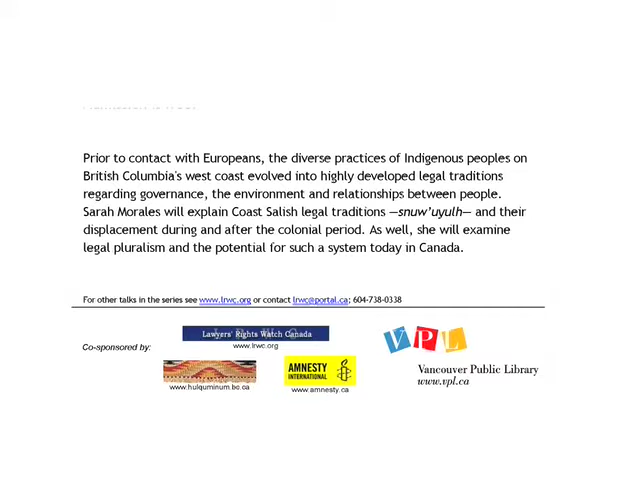 Prior to contact with Europeans, the diverse practices of Indigenous peoples on
British Columbia's west coast evolved into highly developed legal traditions
regarding governance, the environment and relationships between people.
Sarah Morales will explain Coast Salish legal traditions —snuw'uyulh— and their
displacement during and after the colonial period. As well, she will examine
legal pluralism and the potential for such a system today in Canada.
For other talks in the series see www.lrwc.org or contact lrwc@portal.ca; 604-738-0338
Co-sponsored by:
Lawyers' Rights Watch Canada
www.lrwc.org
www.hulquminum.bc.ca
AMNESTY
INTERNATIONAL
www.amnesty.ca
VPL
Vancouver Public Library
www.vpl.ca